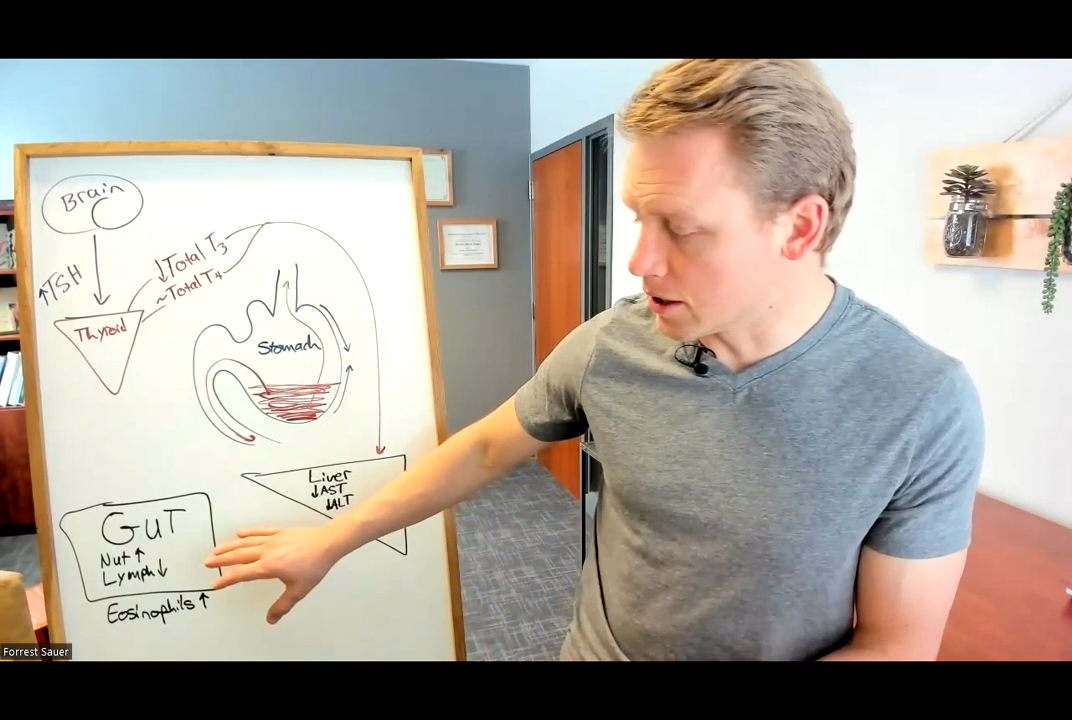 Brain
↑TSH
Thyroid
↓Total T3
~Total T4
Stomach
Liver
↓AST
↓ALT
GuT
Nut↑
Lymph↓
Eosinophils ↑
Forrest Sauer